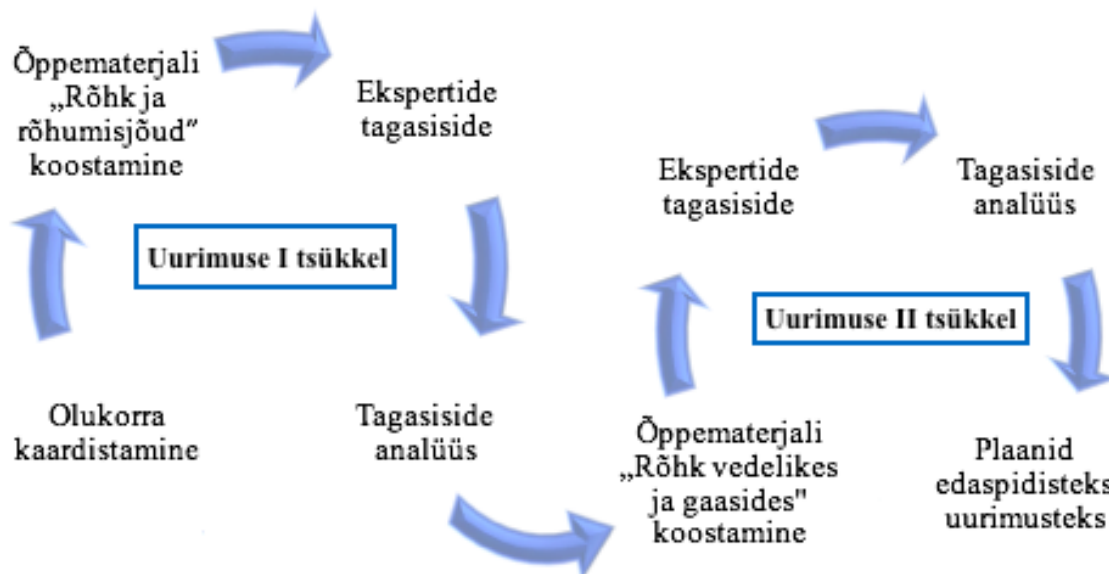 Õppematerjali
„Rõhk ja
rõhumisjõud"
koostamine
Ekspertide
tagasiside
Uurimuse I tsükkel
Olukorra
kaardistamine
Tagasiside
analüüs
Ekspertide
tagasiside
Tagasiside
analüüs
Uurimuse II tsükkel
Õppematerjali
„Rõhk vedelikes
ja gaasides"
koostamine
Plaanid
edaspidisteks
uurimusteks